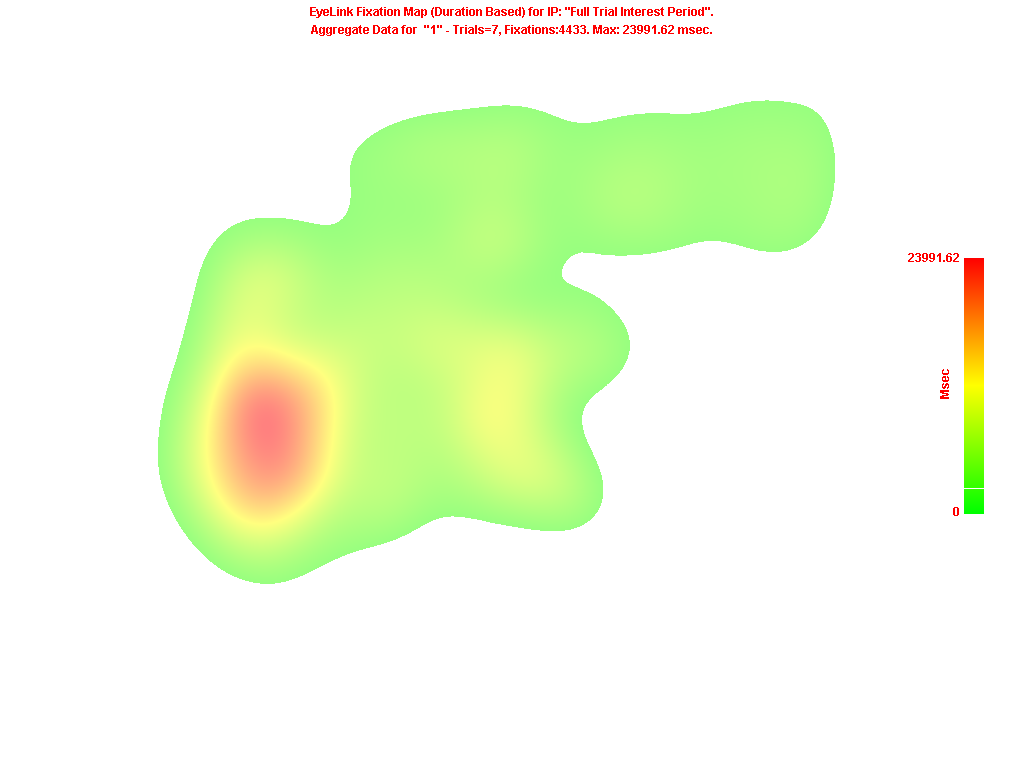 EyeLink Fixation Map (Duration Based) for IP: "Full Trial Interest Period".
Aggregate Data for  "1" - Trials=7, Fixations:4433. Max: 23991.62 msec.
23991.62
Msec
0